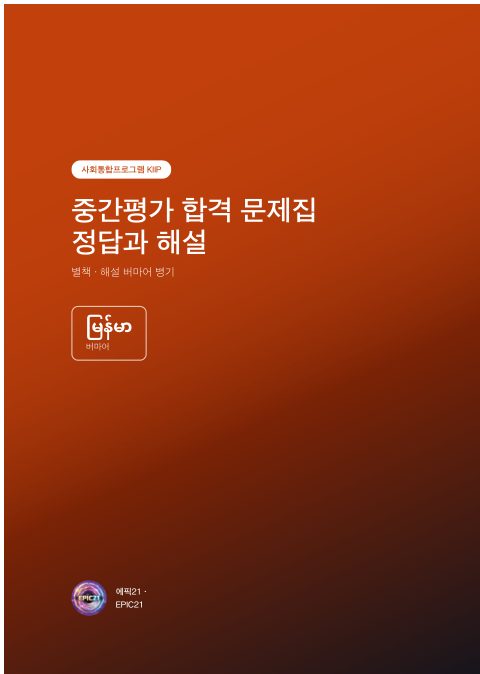 사회통합프로그램 KIIP
중간평가 합격 문제집
정답과 해설
별책 · 해설 버마어 병기
မြန်မာ
버마어
EPIC21
에픽21 ·
EPIC21